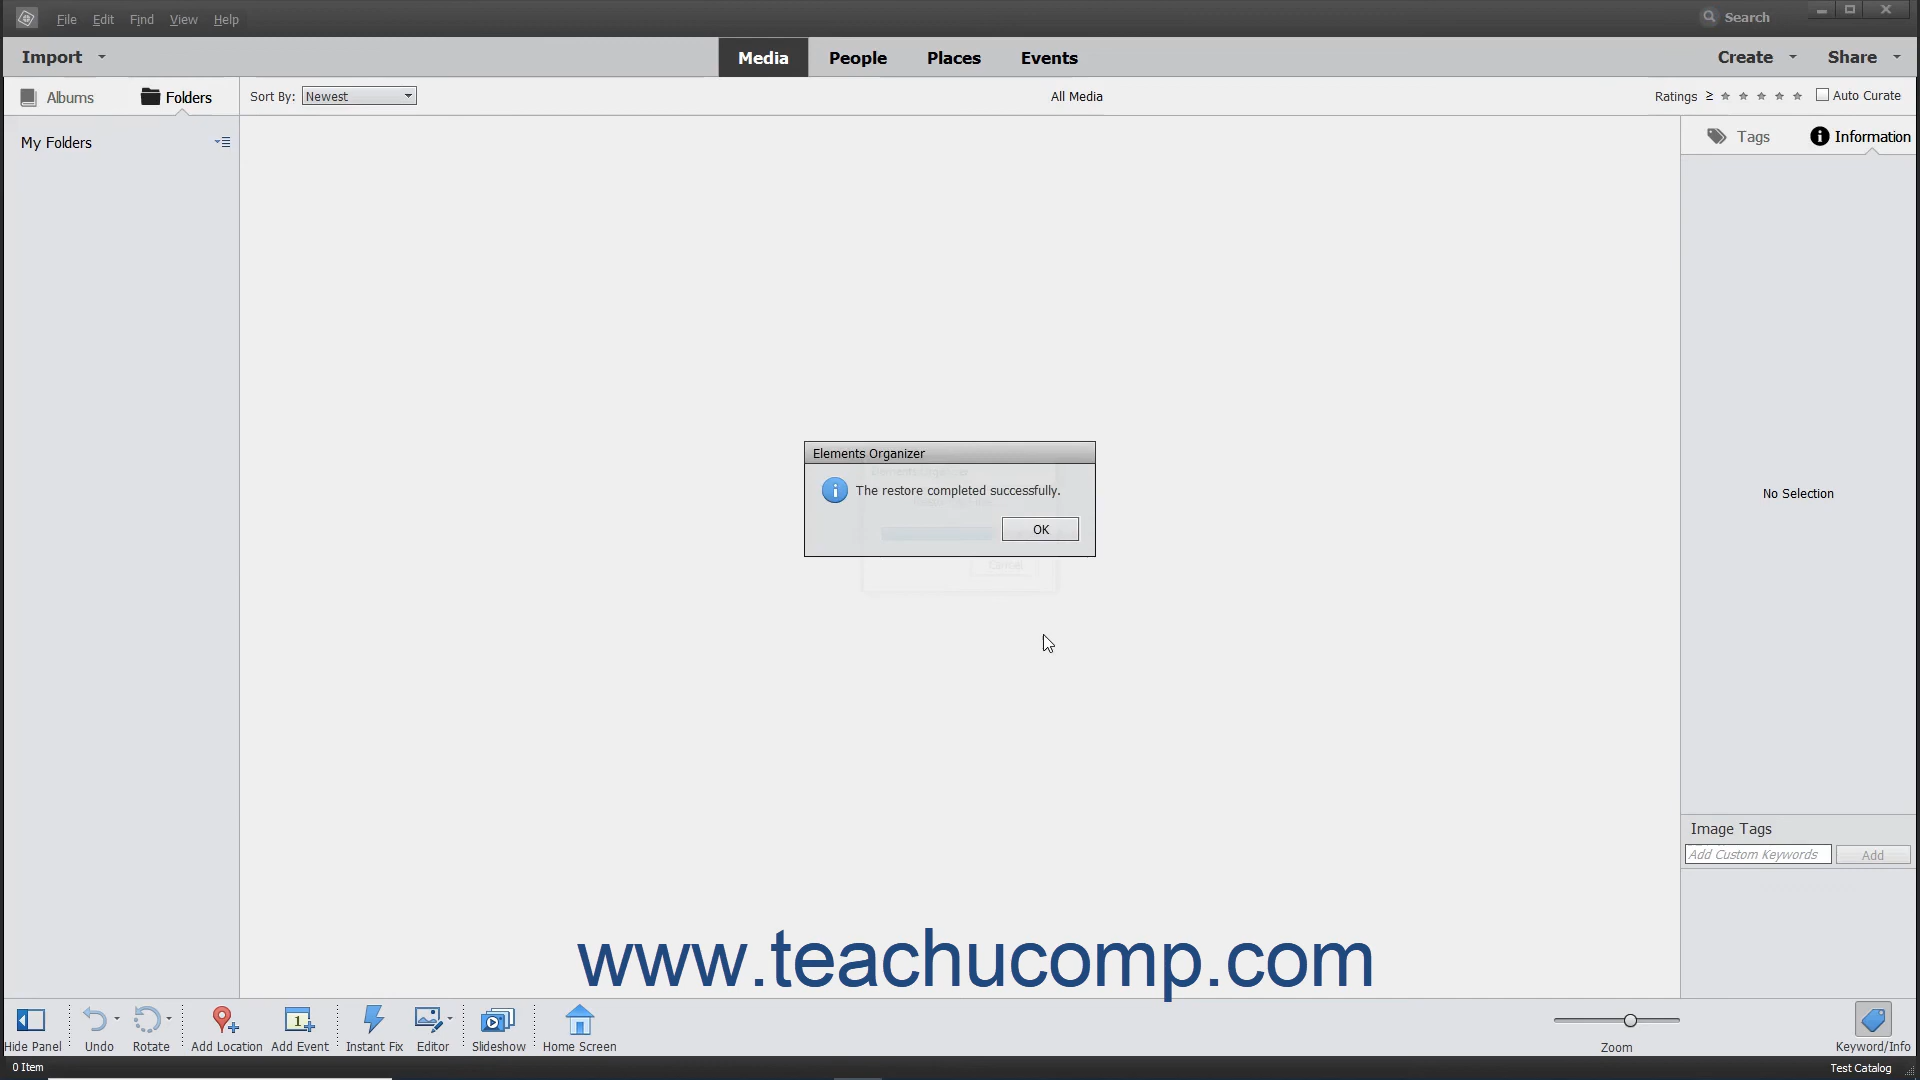 File Edit Find View Help Search
Import Media People Places Events Create Share
Albums Folders Sort By: Newest All Media Ratings ≥ Auto Curate
My Folders Tags Information
Elements Organizer
The restore completed successfully.
No Selection
OK
Cancel
Image Tags
Add Custom Keywords Add
www.teachucomp.com
Hide Panel Undo Rotate Add Location Add Event Instant Fix Editor Slideshow Home Screen Zoom Keyword/Info
0 Item Test Catalog